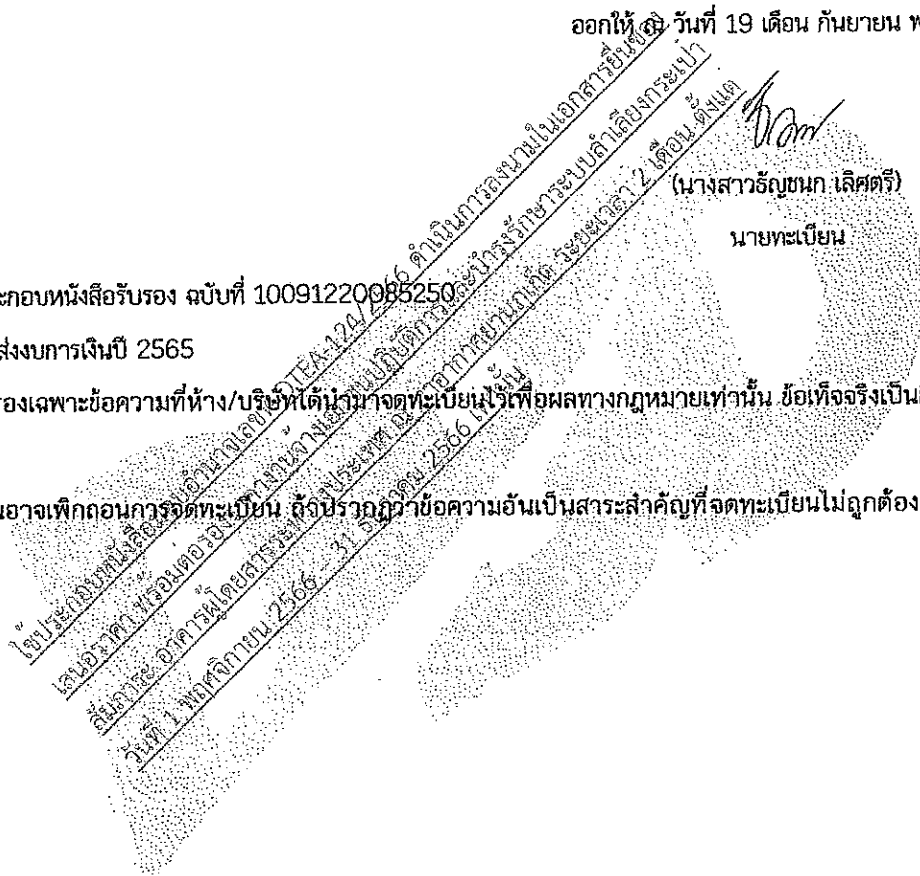 ออกให้ ณ วันที่ 19 เดือน กันยายน พ
(นางสาวธัญชนก เลิศตรี)
นายทะเบียน
ะกอบหนังสือรับรอง ฉบับที่ 10091220085250
ส่งงบการเงินปี 2565
องเฉพาะข้อความที่ห้าง/บริษัทได้นำมาจดทะเบียนไว้เพื่อผลทางกฎหมายเท่านั้น ข้อเท็จจริงเป็น
นอาจเพิกถอนการจดทะเบียน ถ้าปรากฏว่าข้อความอันเป็นสาระสำคัญที่จดทะเบียนไม่ถูกต้อง
ใช้ประกอบหนังสือมอบอำนาจเลขที่ 124/2566 ดำเนินการลงนามในเอกสารยื่นซอง
เสนอราคา พร้อมต่อรองราคางานจ้างเหมาปฏิบัติการและบำรุงรักษาระบบลำเลียงกระเป๋า
สัมภาระ อาคารผู้โดยสารระหว่างประเทศ ณ ท่าอากาศยานภูเก็ต ระยะเวลา 2 เดือน ตั้งแต่
วันที่ 1 พฤศจิกายน 2566 - 31 ธันวาคม 2566 เท่านั้น